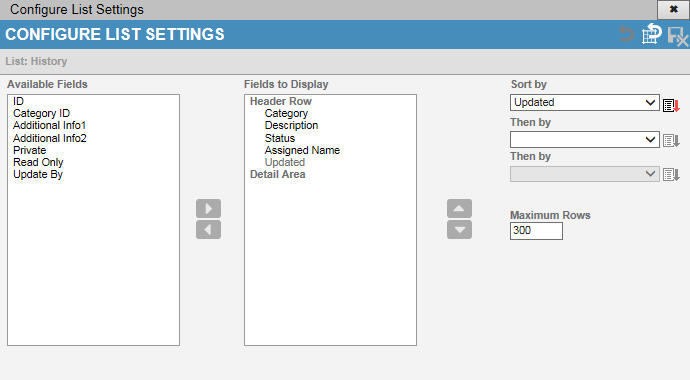 Configure List Settings
CONFIGURE LIST SETTINGS
List: History
Available Fields
ID
Category ID
Additional Info1
Additional Info2
Private
Read Only
Update By
Fields to Display
Header Row
Category
Description
Status
Assigned Name
Updated
Detail Area
Sort by
Updated
Then by
Then by
Maximum Rows
300